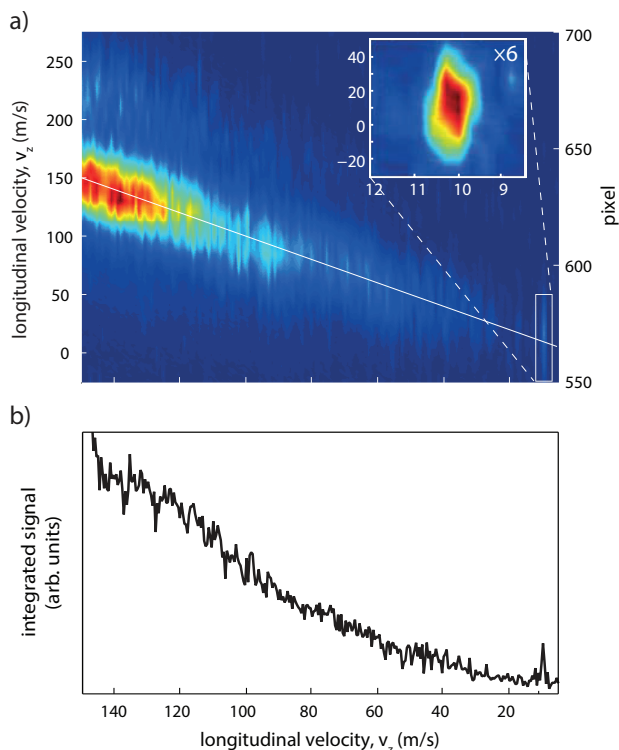 a)
longitudinal velocity, v_z (m/s)
250
200
150
100
50
0
700
650
600
550
pixel
×6
40
20
0
−20
12 11 10 9
b)
integrated signal
(arb. units)
140 120 100 80 60 40 20
longitudinal velocity, v_z (m/s)